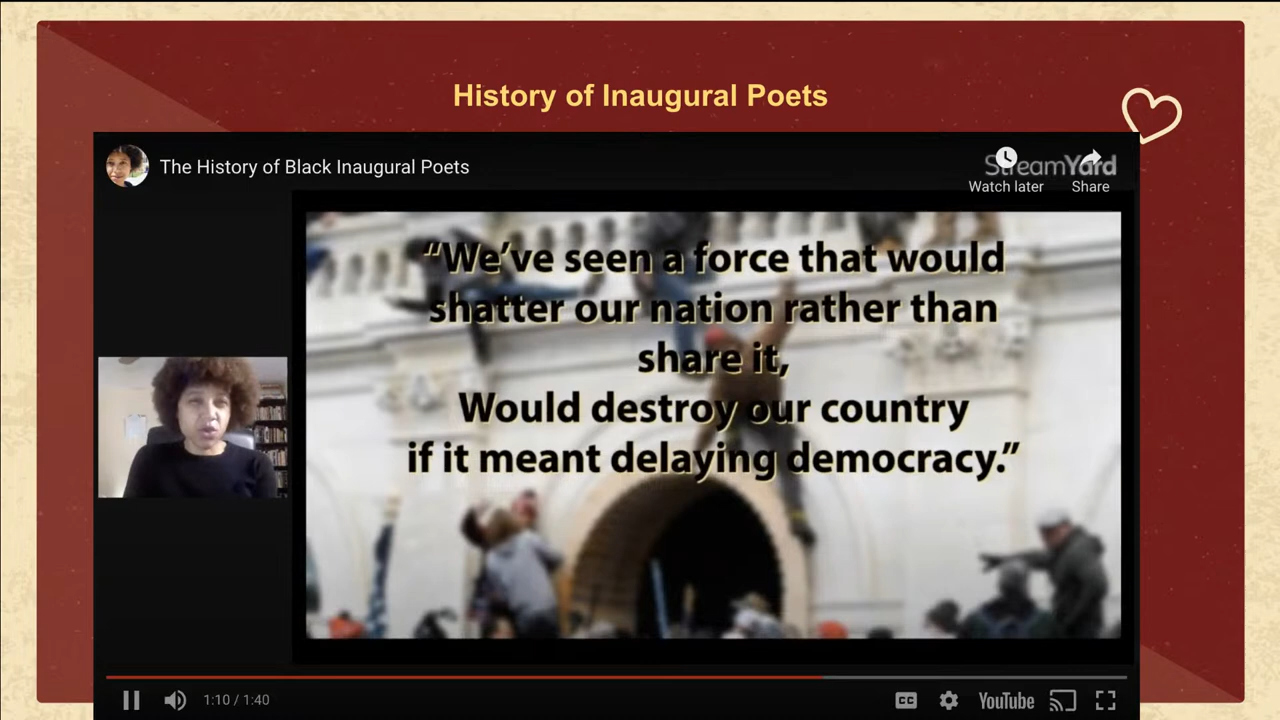 History of Inaugural Poets
The History of Black Inaugural Poets
StreamYard
Watch later
Share
“We’ve seen a force that would
shatter our nation rather than
share it,
Would destroy our country
if it meant delaying democracy.”
1:10 / 1:40
CC
YouTube